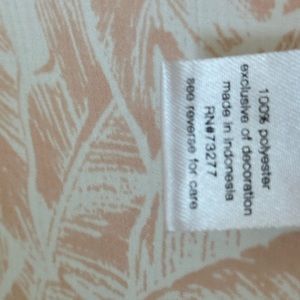 100% polyester
exclusive of decoration
made in Indonesia
RN#73277
see reverse for care